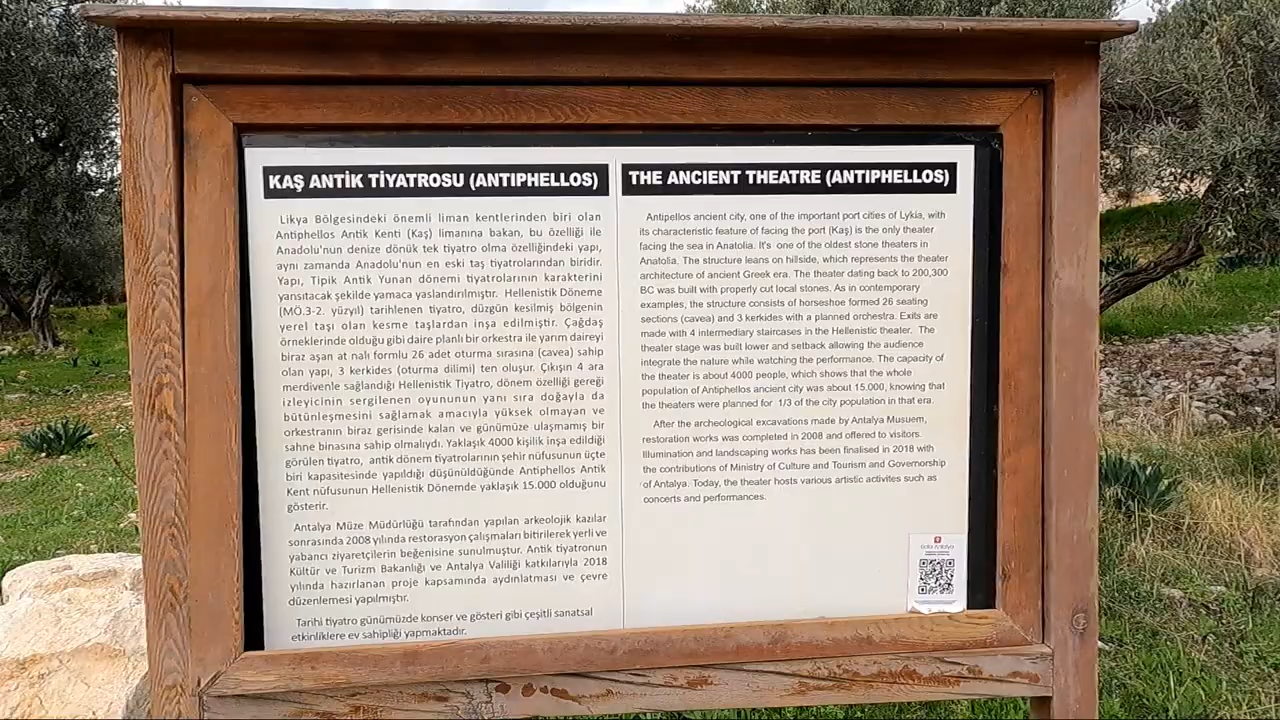 KAŞ ANTİK TİYATROSU (ANTIPHELLOS)
Likya Bölgesindeki önemli liman kentlerinden biri olan
Antiphellos Antik Kenti (Kaş) limanına bakan, bu özelliği ile
Anadolu'nun denize dönük tek tiyatro olma özelliğindeki yapı,
aynı zamanda Anadolu'nun en eski taş tiyatrolarından biridir.
Yapı, Tipik Antik Yunan dönemi tiyatrolarının karakterini
yansıtacak şekilde yamaca yaslandırılmıştır. Hellenistik Döneme
(MÖ.3-2. yüzyıl) tarihlenen tiyatro, düzgün kesilmiş bölgenin
yerel taşı olan kesme taşlardan inşa edilmiştir. Çağdaş
örneklerinde olduğu gibi daire planlı bir orkestra ile yarım daireyi
biraz aşan at nalı formlu 26 adet oturma sırasına (cavea) sahip
olan yapı, 3 kerkides (oturma dilimi) ten oluşur. Çıkışın 4 ara
merdivenle sağlandığı Hellenistik Tiyatro, dönem özelliği gereği
izleyicinin sergilenen oyununun yanı sıra doğayla da
bütünleşmesini sağlamak amacıyla yüksek olmayan ve
orkestranın biraz gerisinde kalan ve günümüze ulaşmamış bir
sahne binasına sahip olmalıydı. Yaklaşık 4000 kişilik inşa edildiği
görülen tiyatro, antik dönem tiyatrolarının şehir nüfusunun üçte
biri kapasitesinde yapıldığı düşünüldüğünde Antiphellos Antik
Kent nüfusunun Hellenistik Dönemde yaklaşık 15.000 olduğunu
gösterir.
Antalya Müze Müdürlüğü tarafından yapılan arkeolojik kazılar
sonrasında 2008 yılında restorasyon çalışmaları bitirilerek yerli ve
yabancı ziyaretçilerin beğenisine sunulmuştur. Antik tiyatronun
Kültür ve Turizm Bakanlığı ve Antalya Valiliği katkılarıyla 2018
yılında hazırlanan proje kapsamında aydınlatması ve çevre
düzenlemesi yapılmıştır.
Tarihi tiyatro günümüzde konser ve gösteri gibi çeşitli sanatsal
etkinliklere ev sahipliği yapmaktadır.
THE ANCIENT THEATRE (ANTIPHELLOS)
Antipellos ancient city, one of the important port cities of Lykia, with
its characteristic feature of facing the port (Kaş) is the only theater
facing the sea in Anatolia. It's one of the oldest stone theaters in
Anatolia. The structure leans on hillside, which represents the theater
architecture of ancient Greek era. The theater dating back to 200,300
BC was built with properly cut local stones. As in contemporary
examples, the structure consists of horseshoe formed 26 seating
sections (cavea) and 3 kerkides with a planned orchestra. Exits are
made with 4 intermediary staircases in the Hellenistic theater. The
theater stage was built lower and setback allowing the audience
integrate the nature while watching the performance. The capacity of
the theater is about 4000 people, which shows that the whole
population of Antiphellos ancient city was about 15.000, knowing that
the theaters were planned for 1/3 of the city population in that era.
After the archeological excavations made by Antalya Musuem,
restoration works was completed in 2008 and offered to visitors.
Illumination and landscaping works has been finalised in 2018 with
the contributions of Ministry of Culture and Tourism and Governorship
of Antalya. Today, the theater hosts various artistic activites such as
concerts and performances.